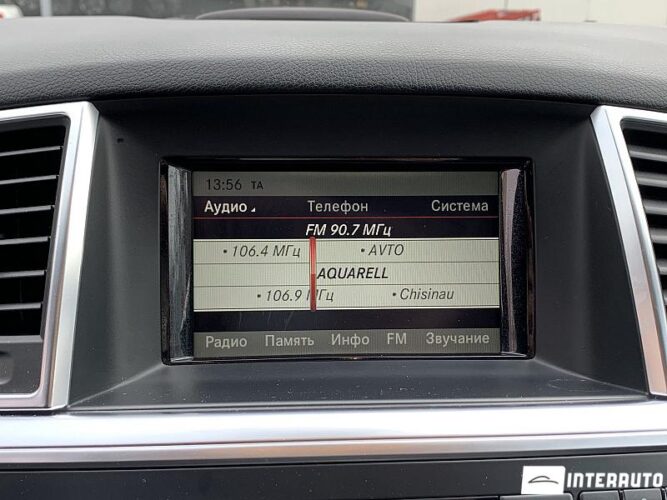 13:56 TA
Аудио Телефон Система
FM 90.7 МГц
• 106.4 МГц • AVTO
AQUARELL
• 106.9 МГц • Chisinau
Радио Память Инфо FM Звучание
INTERAUTO